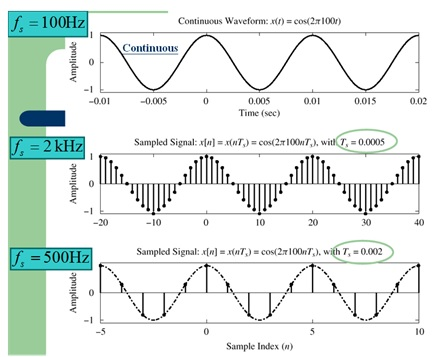 f_s = 100Hz
Continuous Waveform: x(t) = cos(2π100t)
Continuous
Amplitude
1
0
−1
−0.01 −0.005 0 0.005 0.01 0.015 0.02
Time (sec)
f_s = 2 kHz
Sampled Signal: x[n] = x(nT_s) = cos(2π100nT_s), with T_s = 0.0005
Amplitude
1
0
−1
−20 −10 0 10 20 30 40
f_s = 500Hz
Sampled Signal: x[n] = x(nT_s) = cos(2π100nT_s), with T_s = 0.002
Amplitude
1
0
−1
−5 0 5 10
Sample Index (n)